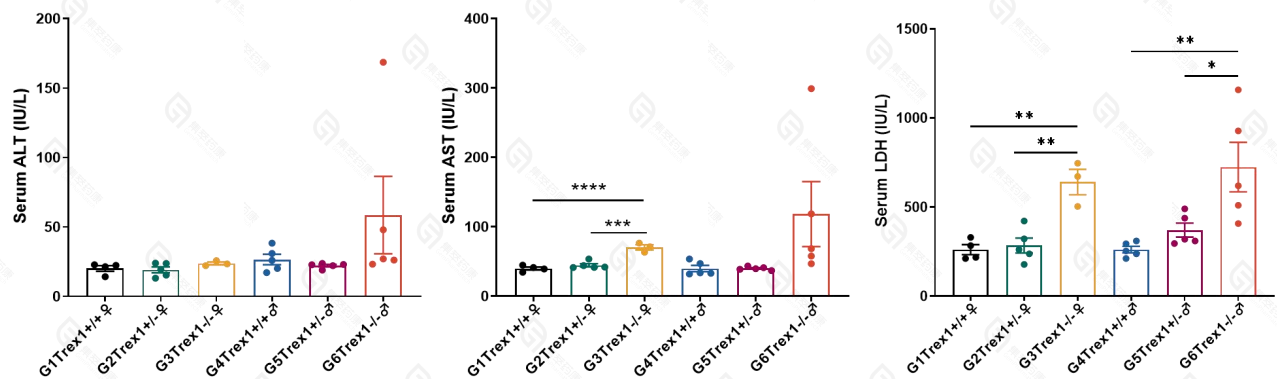 200
150
100
50
0
Serum ALT (IU/L)
G1Trex1+/+♀
G2Trex1+/-♀
G3Trex1-/-♀
G4Trex1+/+♂
G5Trex1+/-♂
G6Trex1-/-♂
400
300
200
100
0
Serum AST (IU/L)
****
***
G1Trex1+/+♀
G2Trex1+/-♀
G3Trex1-/-♀
G4Trex1+/+♂
G5Trex1+/-♂
G6Trex1-/-♂
1500
1000
500
0
Serum LDH (IU/L)
**
*
**
**
G1Trex1+/+♀
G2Trex1+/-♀
G3Trex1-/-♀
G4Trex1+/+♂
G5Trex1+/-♂
G6Trex1-/-♂